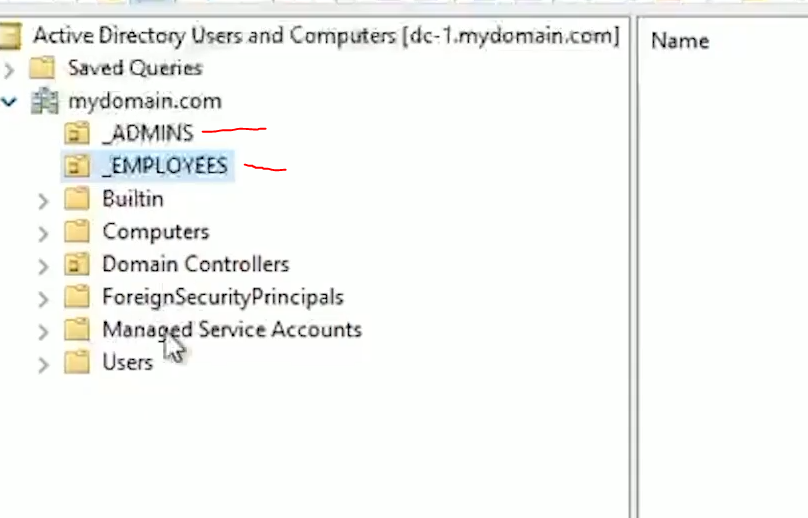 Active Directory Users and Computers [dc-1.mydomain.com]
Name
Saved Queries
mydomain.com
_ADMINS
_EMPLOYEES
Builtin
Computers
Domain Controllers
ForeignSecurityPrincipals
Managed Service Accounts
Users